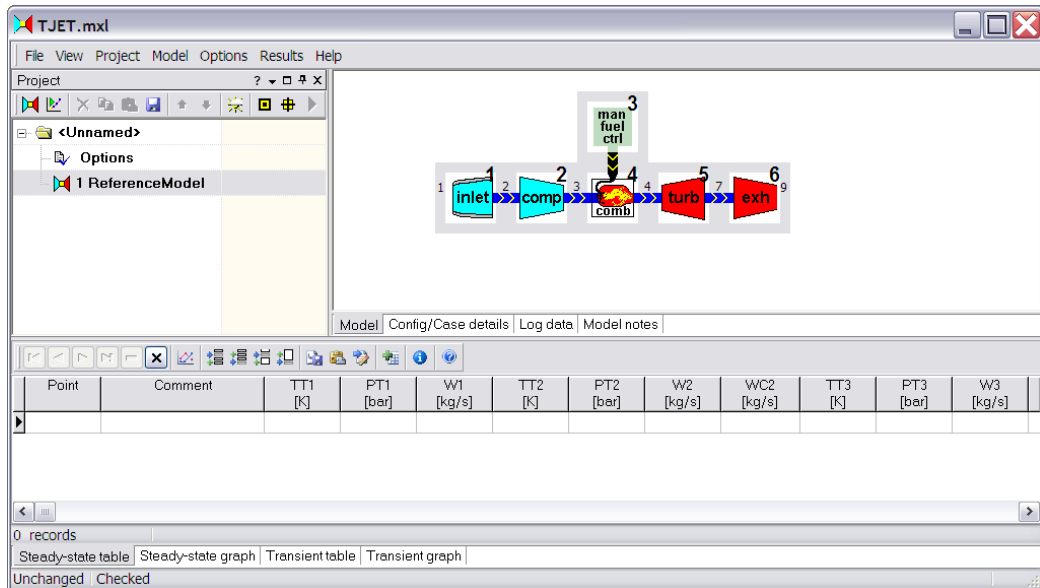 TJET.mxl
File View Project Model Options Results Help
Project
<Unnamed>
Options
1 ReferenceModel
3
man
fuel
ctrl
1 2 4 5 6
1 inlet 2 comp 3 4 turb 7 exh 9
comb
Model Config/Case details Log data Model notes
Point Comment TT1 PT1 W1 TT2 PT2 W2 WC2 TT3 PT3 W3
[K] [bar] [kg/s] [K] [bar] [kg/s] [kg/s] [K] [bar] [kg/s]
0 records
Steady-state table Steady-state graph Transient table Transient graph
Unchanged Checked